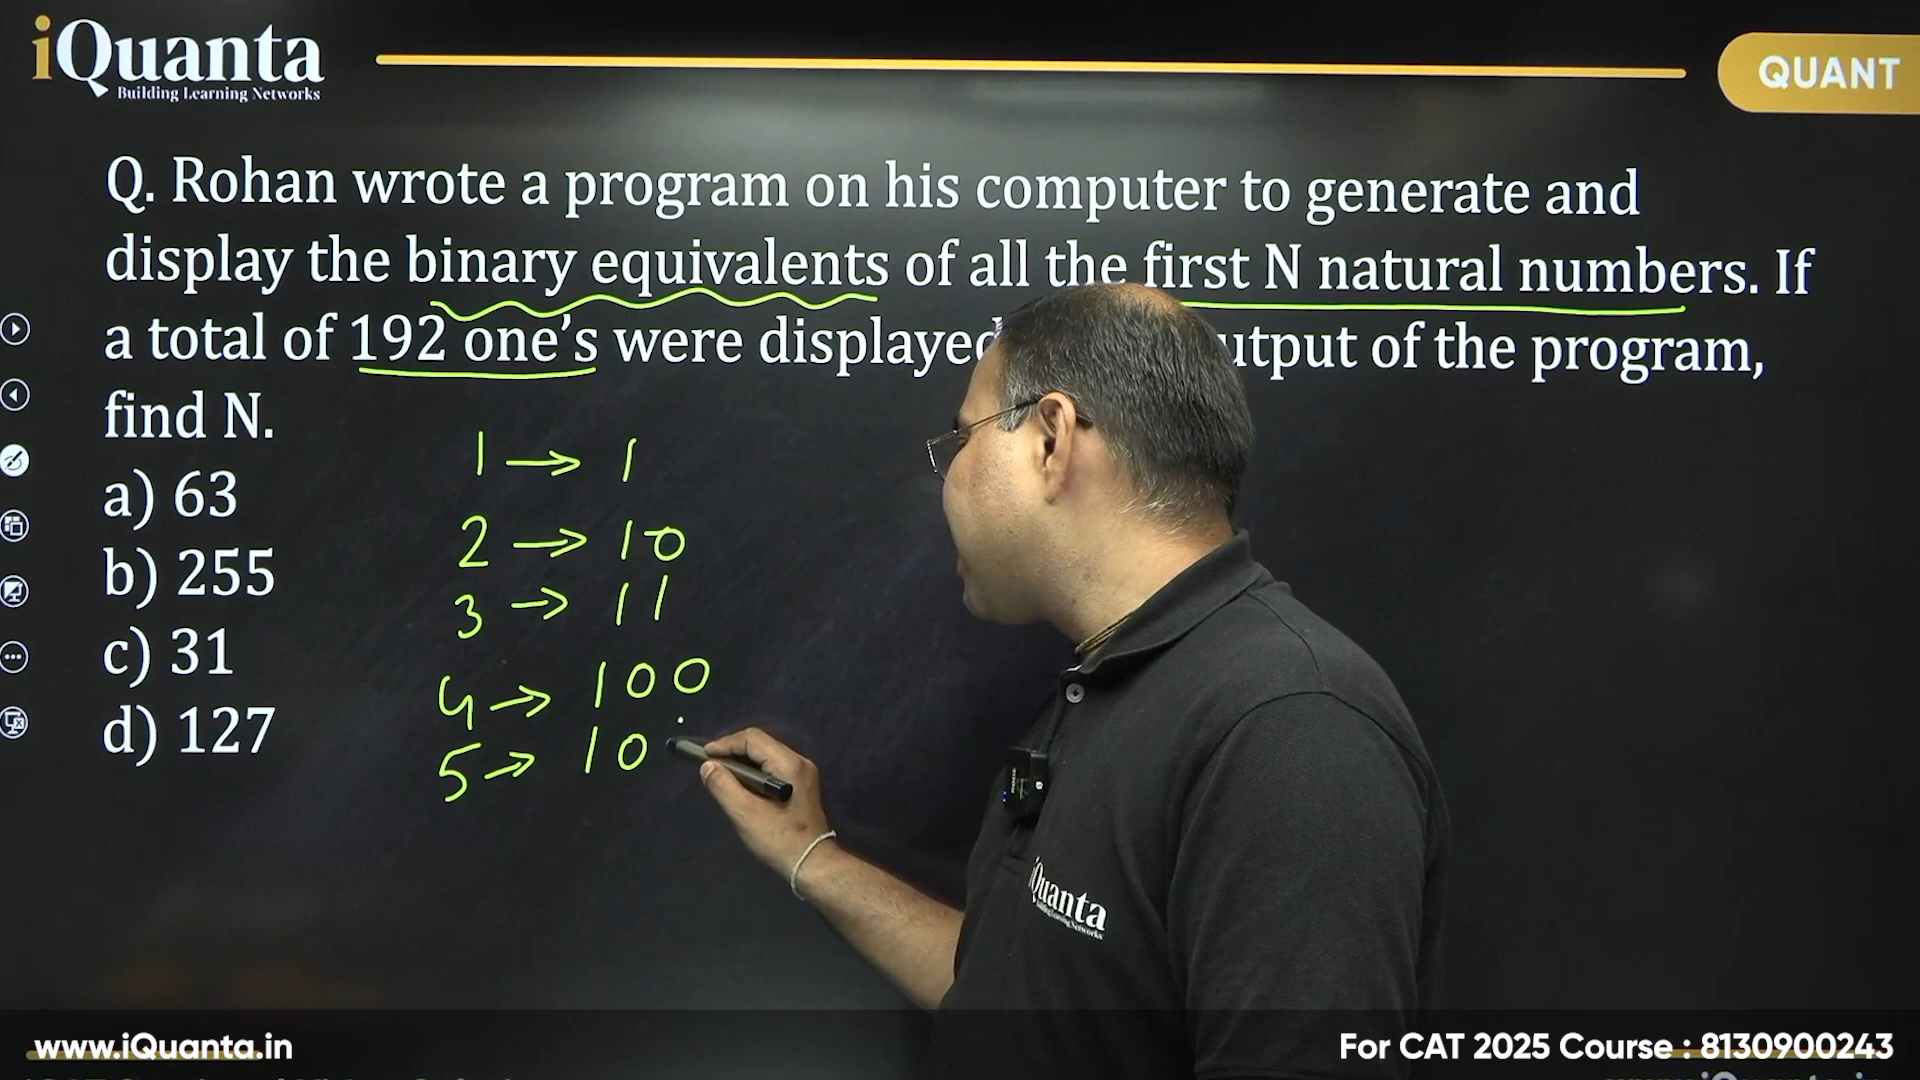 iQuanta
Building Learning Networks
QUANT
Q. Rohan wrote a program on his computer to generate and
display the binary equivalents of all the first N natural numbers. If
a total of 192 one's were displayed utput of the program,
find N.
a) 63
b) 255
c) 31
d) 127
1 → 1
2 → 10
3 → 11
4 → 100
5 → 10
iQuanta
www.iQuanta.in
For CAT 2025 Course : 8130900243